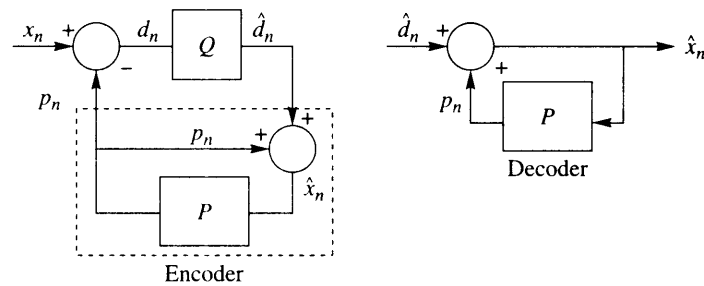 x_n + d_n Q d̂_n
−
p_n
+
+ p_n
x̂_n
P
Encoder
d̂_n + x̂_n
+
p_n P
Decoder